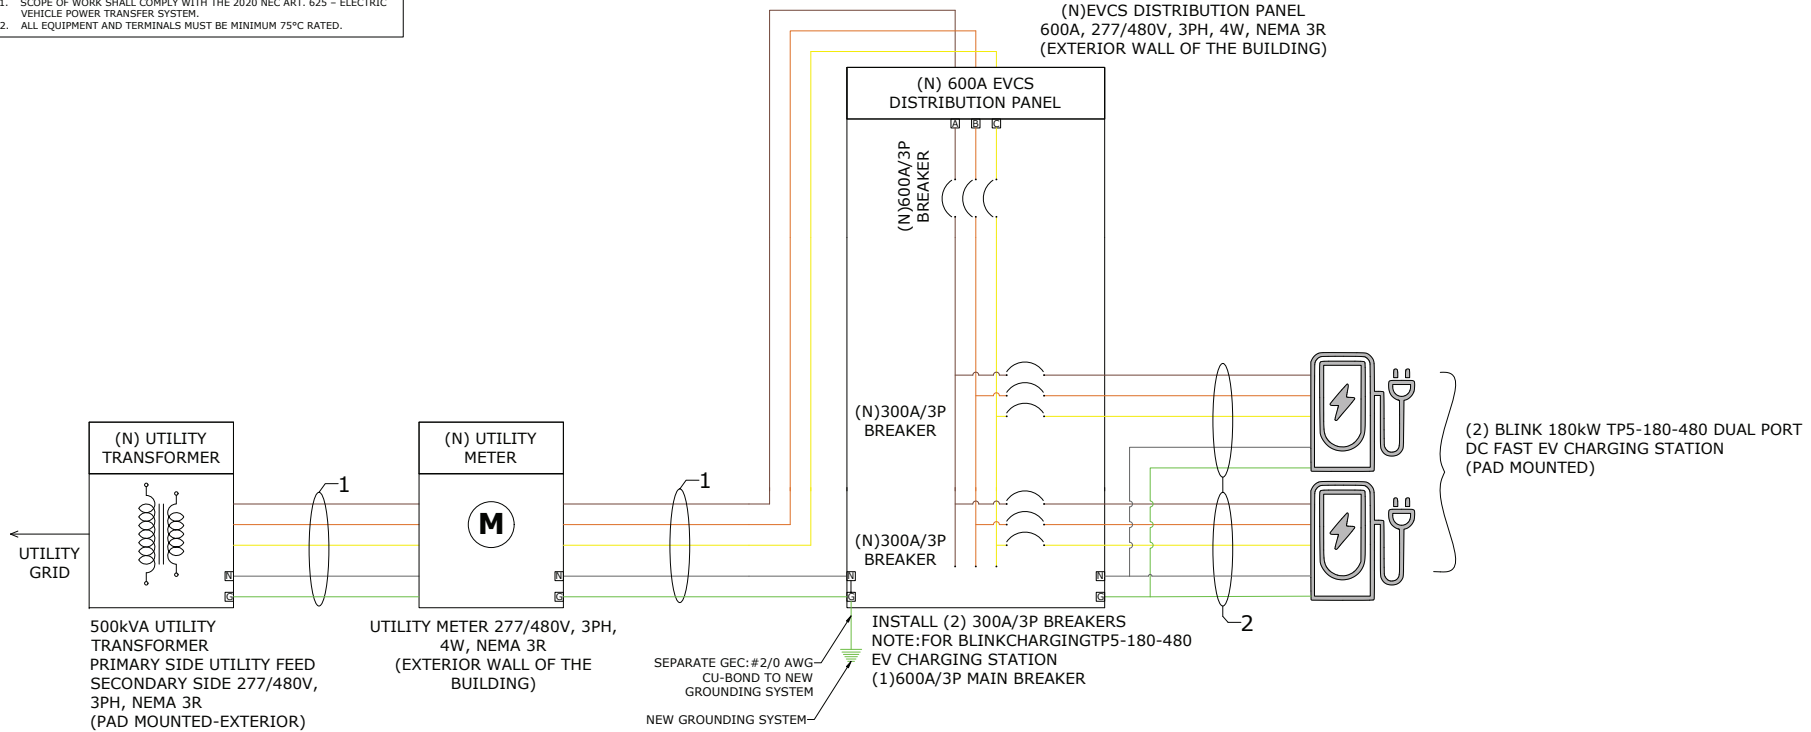 1. SCOPE OF WORK SHALL COMPLY WITH THE 2020 NEC ART. 625 – ELECTRIC
VEHICLE POWER TRANSFER SYSTEM.
2. ALL EQUIPMENT AND TERMINALS MUST BE MINIMUM 75°C RATED.
(N)EVCS DISTRIBUTION PANEL
600A, 277/480V, 3PH, 4W, NEMA 3R
(EXTERIOR WALL OF THE BUILDING)
(N) 600A EVCS
DISTRIBUTION PANEL
A B C
(N)600A/3P
BREAKER
(N)300A/3P
BREAKER
(N)300A/3P
BREAKER
(2) BLINK 180kW TP5-180-480 DUAL PORT
DC FAST EV CHARGING STATION
(PAD MOUNTED)
(N) UTILITY
TRANSFORMER
(N) UTILITY
METER
1
1
M
UTILITY
GRID
N
G
N
G
N
G
N
G
2
500kVA UTILITY
TRANSFORMER
PRIMARY SIDE UTILITY FEED
SECONDARY SIDE 277/480V,
3PH, NEMA 3R
(PAD MOUNTED-EXTERIOR)
UTILITY METER 277/480V, 3PH,
4W, NEMA 3R
(EXTERIOR WALL OF THE
BUILDING)
SEPARATE GEC:#2/0 AWG
CU-BOND TO NEW
GROUNDING SYSTEM
NEW GROUNDING SYSTEM
INSTALL (2) 300A/3P BREAKERS
NOTE:FOR BLINKCHARGINGTP5-180-480
EV CHARGING STATION
(1)600A/3P MAIN BREAKER